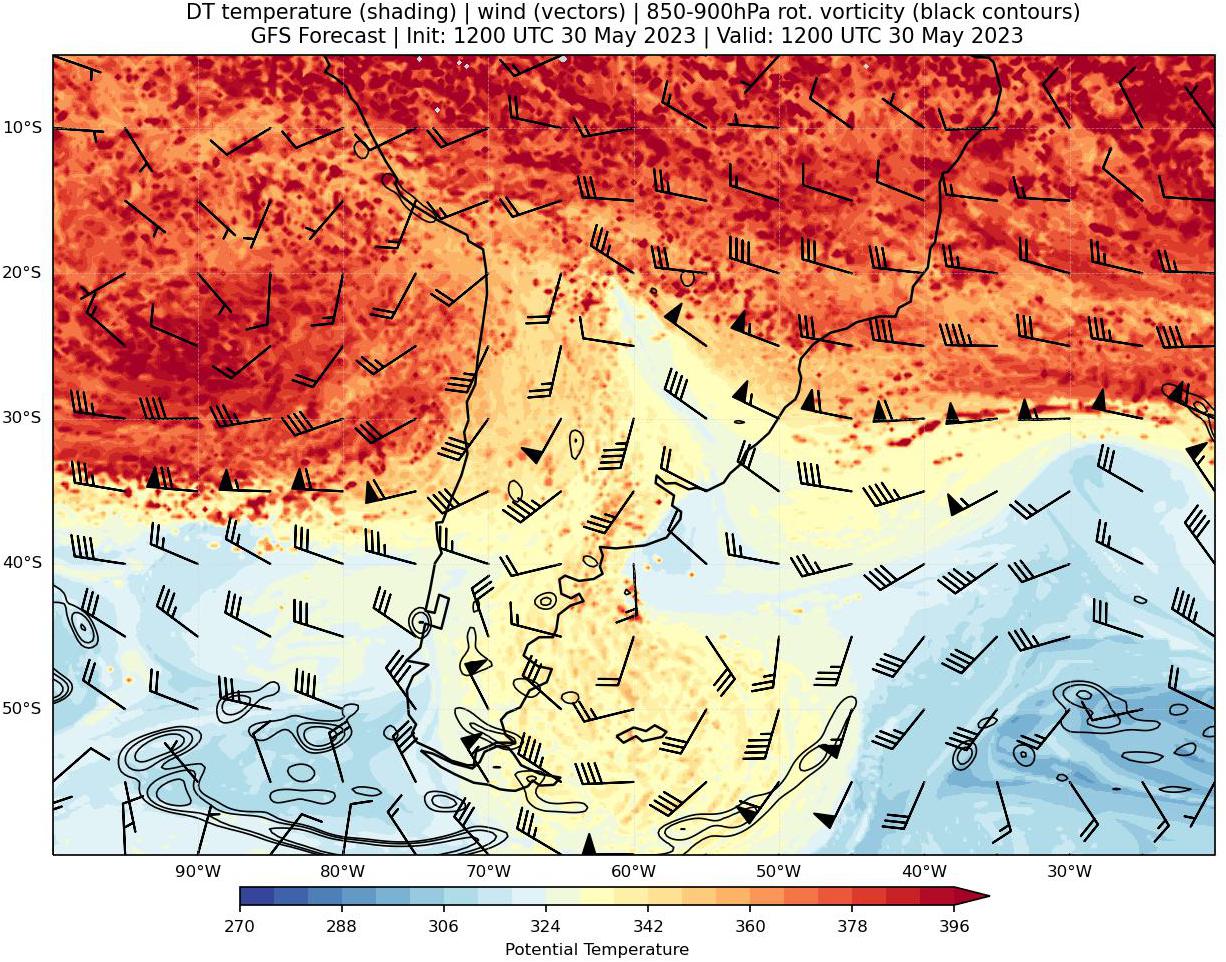 DT temperature (shading) | wind (vectors) | 850-900hPa rot. vorticity (black contours)
GFS Forecast | Init: 1200 UTC 30 May 2023 | Valid: 1200 UTC 30 May 2023
10°S
20°S
30°S
40°S
50°S
90°W 80°W 70°W 60°W 50°W 40°W 30°W
270 288 306 324 342 360 378 396
Potential Temperature